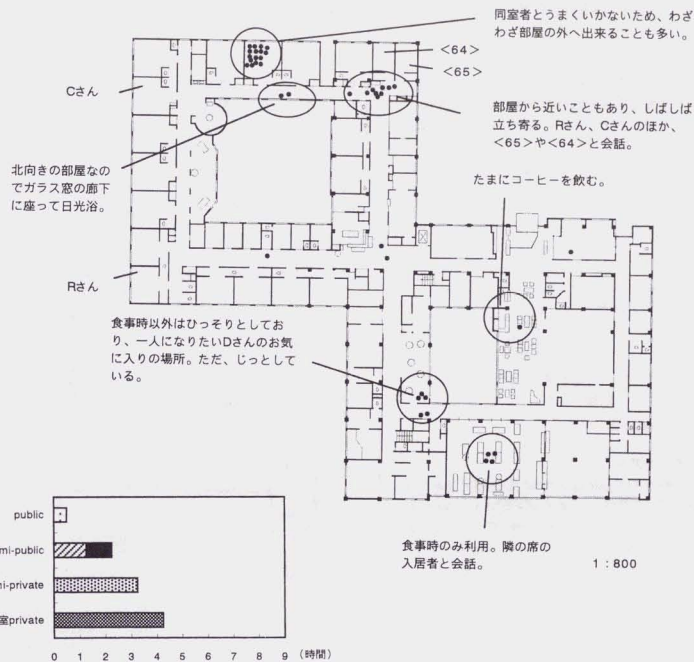 同室者とうまくいかないため、わざ
わざ部屋の外へ出来ることも多い。
<64>
<65>
Cさん
部屋から近いこともあり、しばしば
立ち寄る。Rさん、Cさんのほか、
<65>や<64>と会話。
北向きの部屋なの
でガラス窓の廊下
に座って日光浴。
たまにコーヒーを飲む。
Rさん
食事時以外はひっそりとしてお
り、一人になりたいDさんのお気
に入りの場所。ただ、じっとして
いる。
食事時のみ利用。隣の席の
入居者と会話。
1：800
public
mi-public
ni-private
室private
0 1 2 3 4 5 6 7 8 9 （時間）